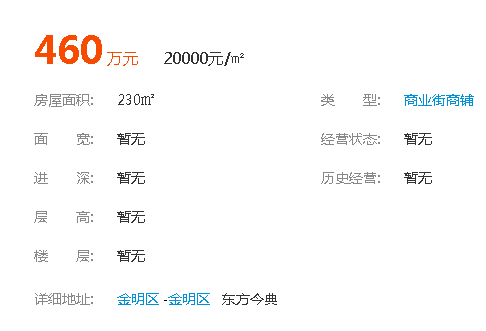 460万元 20000元/㎡
房屋面积: 230㎡ 类 型: 商业街商铺
面 宽: 暂无 经营状态: 暂无
进 深: 暂无 历史经营: 暂无
层 高: 暂无
楼 层: 暂无
详细地址: 金明区 -金明区 东方今典